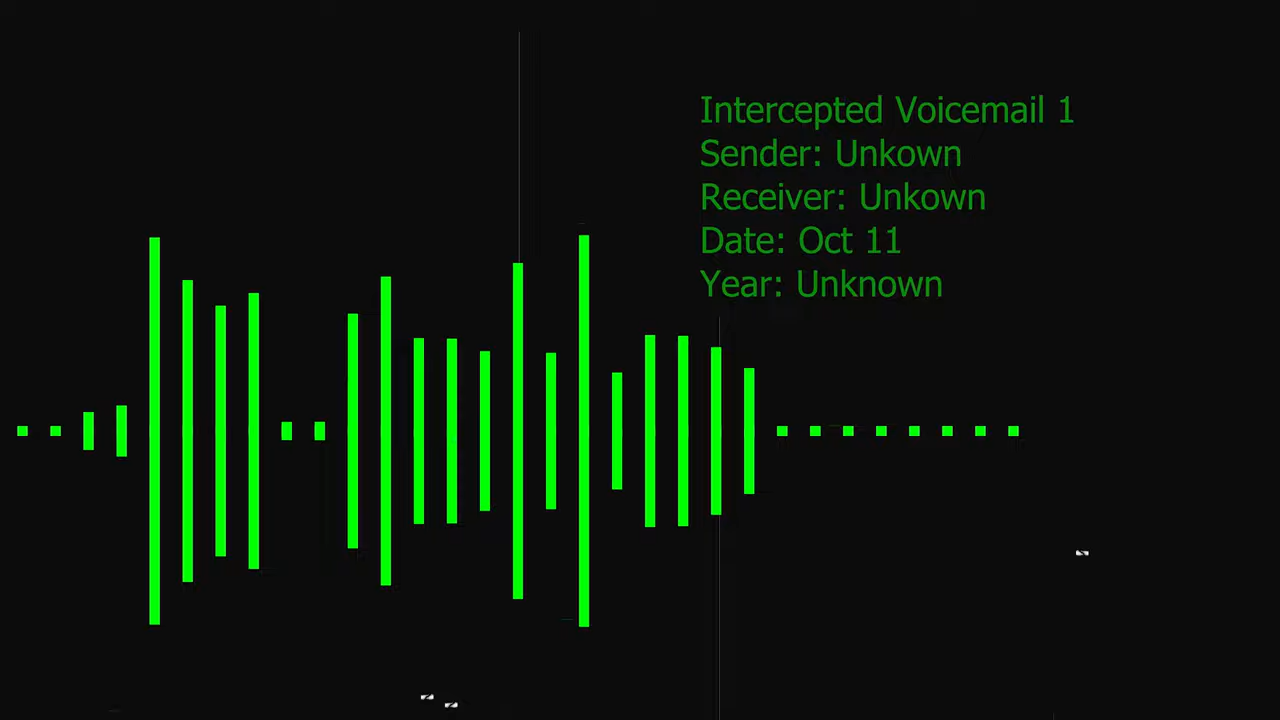 Intercepted Voicemail 1
Sender: Unkown
Receiver: Unkown
Date: Oct 11
Year: Unknown